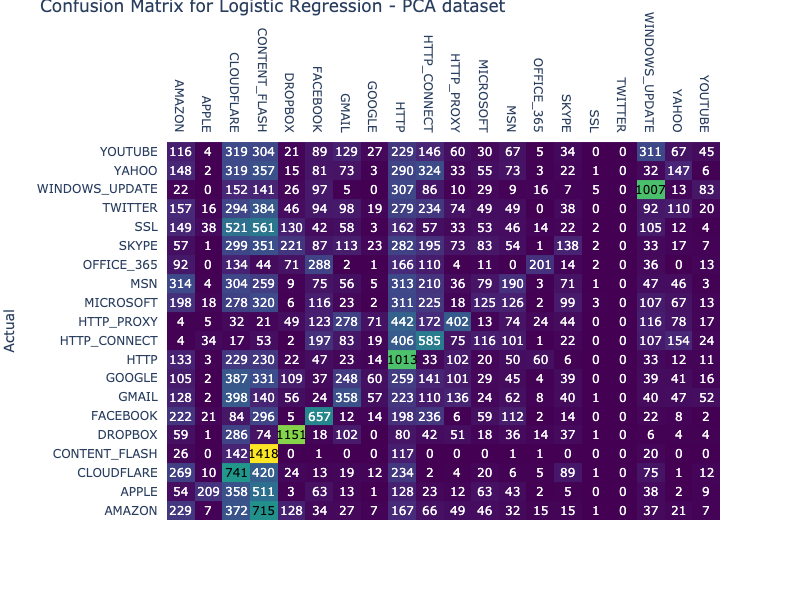 Confusion Matrix for Logistic Regression - PCA dataset
AMAZON APPLE CLOUDFLARE CONTENT_FLASH DROPBOX FACEBOOK GMAIL GOOGLE HTTP HTTP_CONNECT HTTP_PROXY MICROSOFT MSN OFFICE_365 SKYPE SSL TWITTER WINDOWS_UPDATE YAHOO YOUTUBE
Actual
YOUTUBE 116 4 319 304 21 89 129 27 229 146 60 30 67 5 34 0 0 311 67 45
YAHOO 148 2 319 357 15 81 73 3 290 324 33 55 73 3 22 1 0 32 147 6
WINDOWS_UPDATE 22 0 152 141 26 97 5 0 307 86 10 29 9 16 7 5 0 1007 13 83
TWITTER 157 16 294 384 46 94 98 19 279 234 74 49 49 0 38 0 0 92 110 20
SSL 149 38 521 561 130 42 58 3 162 57 33 53 46 14 22 2 0 105 12 4
SKYPE 57 1 299 351 221 87 113 23 282 195 73 83 54 1 138 2 0 33 17 7
OFFICE_365 92 0 134 44 71 288 2 1 166 110 4 11 0 201 14 2 0 36 0 13
MSN 314 4 304 259 9 75 56 5 313 210 36 79 190 3 71 1 0 47 46 3
MICROSOFT 198 18 278 320 6 116 23 2 311 225 18 125 126 2 99 3 0 107 67 13
HTTP_PROXY 4 5 32 21 49 123 278 71 442 172 402 13 74 24 44 0 0 116 78 17
HTTP_CONNECT 4 34 17 53 2 197 83 19 406 585 75 116 101 1 22 0 0 107 154 24
HTTP 133 3 229 230 22 47 23 14 1013 33 102 20 50 60 6 0 0 33 12 11
GOOGLE 105 2 387 331 109 37 248 60 259 141 101 29 45 4 39 0 0 39 41 16
GMAIL 128 2 398 140 56 24 358 57 223 110 136 24 62 8 40 1 0 40 47 52
FACEBOOK 222 21 84 296 5 657 12 14 198 236 6 59 112 2 14 0 0 22 8 2
DROPBOX 59 1 286 74 1151 18 102 0 80 42 51 18 36 14 37 1 0 6 4 4
CONTENT_FLASH 26 0 142 1418 0 1 0 0 117 0 0 0 1 1 0 0 0 20 0 0
CLOUDFLARE 269 10 741 420 24 13 19 12 234 2 4 20 6 5 89 1 0 75 1 12
APPLE 54 209 358 511 3 63 13 1 128 23 12 63 43 2 5 0 0 38 2 9
AMAZON 229 7 372 715 128 34 27 7 167 66 49 46 32 15 15 1 0 37 21 7